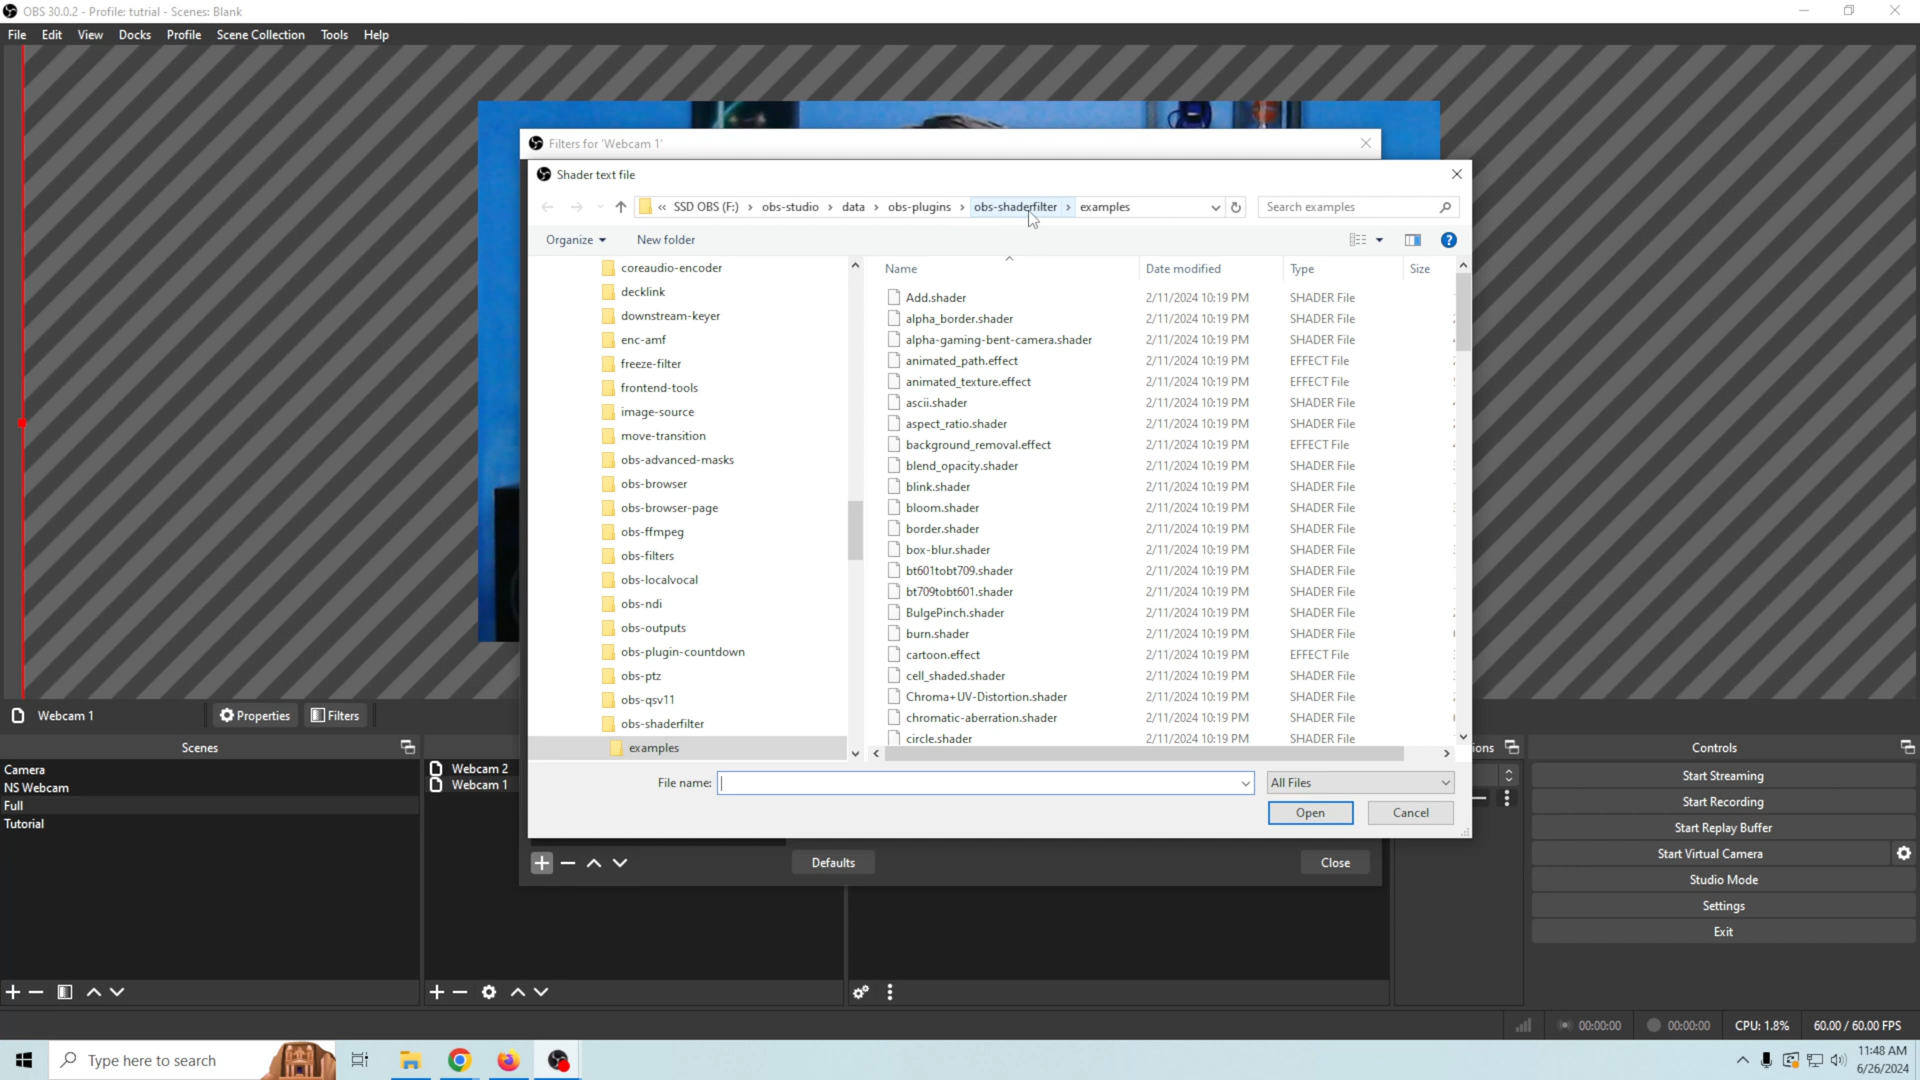 OBS 30.0.2 - Profile: tutrial - Scenes: Blank
File Edit View Docks Profile Scene Collection Tools Help
Filters for 'Webcam 1'
Shader text file
« SSD OBS (F:) › obs-studio › data › obs-plugins › obs-shaderfilter › examples
Search examples
Organize
New folder
coreaudio-encoder
decklink
downstream-keyer
enc-amf
freeze-filter
frontend-tools
image-source
move-transition
obs-advanced-masks
obs-browser
obs-browser-page
obs-ffmpeg
obs-filters
obs-localvocal
obs-ndi
obs-outputs
obs-plugin-countdown
obs-ptz
obs-qsv11
obs-shaderfilter
examples
Name Date modified Type Size
Add.shader 2/11/2024 10:19 PM SHADER File
alpha_border.shader 2/11/2024 10:19 PM SHADER File
alpha-gaming-bent-camera.shader 2/11/2024 10:19 PM SHADER File
animated_path.effect 2/11/2024 10:19 PM EFFECT File
animated_texture.effect 2/11/2024 10:19 PM EFFECT File
ascii.shader 2/11/2024 10:19 PM SHADER File
aspect_ratio.shader 2/11/2024 10:19 PM SHADER File
background_removal.effect 2/11/2024 10:19 PM EFFECT File
blend_opacity.shader 2/11/2024 10:19 PM SHADER File
blink.shader 2/11/2024 10:19 PM SHADER File
bloom.shader 2/11/2024 10:19 PM SHADER File
border.shader 2/11/2024 10:19 PM SHADER File
box-blur.shader 2/11/2024 10:19 PM SHADER File
bt601tobt709.shader 2/11/2024 10:19 PM SHADER File
bt709tobt601.shader 2/11/2024 10:19 PM SHADER File
BulgePinch.shader 2/11/2024 10:19 PM SHADER File
burn.shader 2/11/2024 10:19 PM SHADER File
cartoon.effect 2/11/2024 10:19 PM EFFECT File
cell_shaded.shader 2/11/2024 10:19 PM SHADER File
Chroma+UV-Distortion.shader 2/11/2024 10:19 PM SHADER File
chromatic-aberration.shader 2/11/2024 10:19 PM SHADER File
circle.shader 2/11/2024 10:19 PM SHADER File
File name:
All Files
Open
Cancel
Defaults
Close
Webcam 1
Properties
Filters
Scenes
Camera
NS Webcam
Full
Tutorial
Webcam 2
Webcam 1
ions
Controls
Start Streaming
Start Recording
Start Replay Buffer
Start Virtual Camera
Studio Mode
Settings
Exit
00:00:00
00:00:00
CPU: 1.8%
60.00 / 60.00 FPS
Type here to search
11:48 AM
6/26/2024